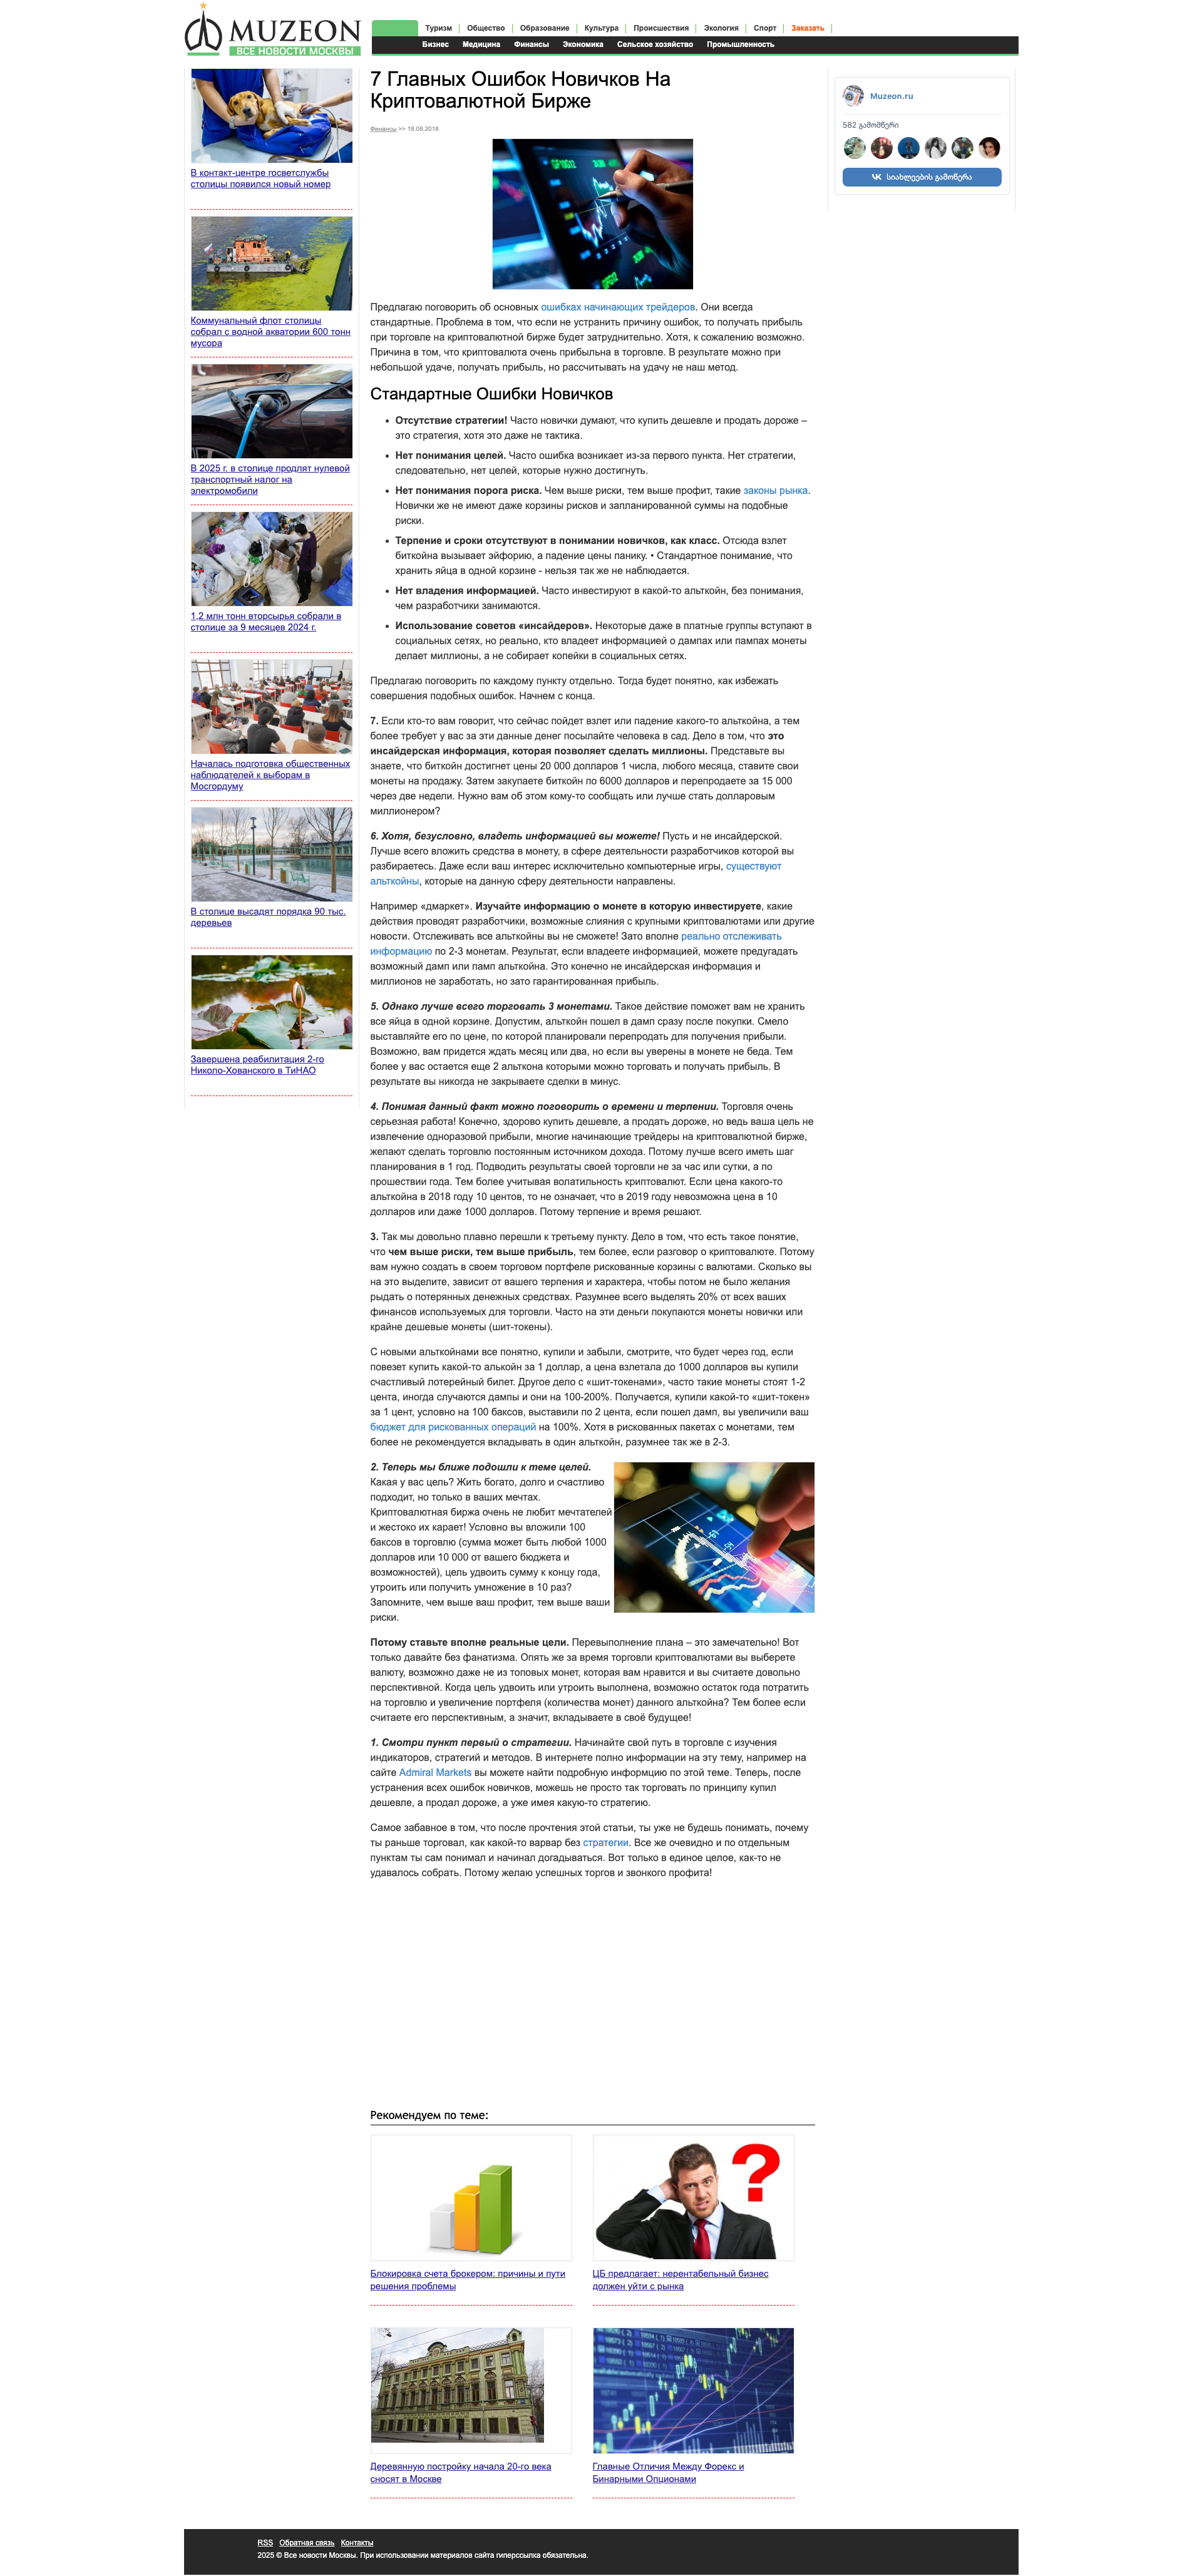 MUZEON
ВСЕ НОВОСТИ МОСКВЫ
Туризм
Общество
Образование
Культура
Происшествия
Экология
Спорт
Заказать
Бизнес
Медицина
Финансы
Экономика
Сельское хозяйство
Промышленность
В контакт-центре госветслужбы
столицы появился новый номер
Коммунальный флот столицы
собрал с водной акватории 600 тонн
мусора
В 2025 г. в столице продлят нулевой
транспортный налог на
электромобили
1,2 млн тонн вторсырья собрали в
столице за 9 месяцев 2024 г.
Началась подготовка общественных
наблюдателей к выборам в
Мосгордуму
В столице высадят порядка 90 тыс.
деревьев
Завершена реабилитация 2-го
Николо-Хованского в ТиНАО
7 Главных Ошибок Новичков На
Криптовалютной Бирже
Финансы >> 18.08.2018
Предлагаю поговорить об основных ошибках начинающих трейдеров. Они всегда
стандартные. Проблема в том, что если не устранить причину ошибок, то получать прибыль
при торговле на криптовалютной бирже будет затруднительно. Хотя, к сожалению возможно.
Причина в том, что криптовалюта очень прибыльна в торговле. В результате можно при
небольшой удаче, получать прибыль, но рассчитывать на удачу не наш метод.
Стандартные Ошибки Новичков
• Отсутствие стратегии! Часто новички думают, что купить дешевле и продать дороже –
это стратегия, хотя это даже не тактика.
• Нет понимания целей. Часто ошибка возникает из-за первого пункта. Нет стратегии,
следовательно, нет целей, которые нужно достигнуть.
• Нет понимания порога риска. Чем выше риски, тем выше профит, такие законы рынка.
Новички же не имеют даже корзины рисков и запланированной суммы на подобные
риски.
• Терпение и сроки отсутствуют в понимании новичков, как класс. Отсюда взлет
биткойна вызывает эйфорию, а падение цены панику. • Стандартное понимание, что
хранить яйца в одной корзине - нельзя так же не наблюдается.
• Нет владения информацией. Часто инвестируют в какой-то альткойн, без понимания,
чем разработчики занимаются.
• Использование советов «инсайдеров». Некоторые даже в платные группы вступают в
социальных сетях, но реально, кто владеет информацией о дампах или пампах монеты
делает миллионы, а не собирает копейки в социальных сетях.
Предлагаю поговорить по каждому пункту отдельно. Тогда будет понятно, как избежать
совершения подобных ошибок. Начнем с конца.
7. Если кто-то вам говорит, что сейчас пойдет взлет или падение какого-то альткойна, а тем
более требует у вас за эти данные денег посылайте человека в сад. Дело в том, что это
инсайдерская информация, которая позволяет сделать миллионы. Представьте вы
знаете, что биткойн достигнет цены 20 000 долларов 1 числа, любого месяца, ставите свои
монеты на продажу. Затем закупаете биткойн по 6000 долларов и перепродаете за 15 000
через две недели. Нужно вам об этом кому-то сообщать или лучше стать долларовым
миллионером?
6. Хотя, безусловно, владеть информацией вы можете! Пусть и не инсайдерской.
Лучше всего вложить средства в монету, в сфере деятельности разработчиков которой вы
разбираетесь. Даже если ваш интерес исключительно компьютерные игры, существуют
альткойны, которые на данную сферу деятельности направлены.
Например «дмаркет». Изучайте информацию о монете в которую инвестируете, какие
действия проводят разработчики, возможные слияния с крупными криптовалютами или другие
новости. Отслеживать все альткойны вы не сможете! Зато вполне реально отслеживать
информацию по 2-3 монетам. Результат, если владеете информацией, можете предугадать
возможный дамп или памп альткойна. Это конечно не инсайдерская информация и
миллионов не заработать, но зато гарантированная прибыль.
5. Однако лучше всего торговать 3 монетами. Такое действие поможет вам не хранить
все яйца в одной корзине. Допустим, альткойн пошел в дамп сразу после покупки. Смело
выставляйте его по цене, по которой планировали перепродать для получения прибыли.
Возможно, вам придется ждать месяц или два, но если вы уверены в монете не беда. Тем
более у вас остается еще 2 альткона которыми можно торговать и получать прибыль. В
результате вы никогда не закрываете сделки в минус.
4. Понимая данный факт можно поговорить о времени и терпении. Торговля очень
серьезная работа! Конечно, здорово купить дешевле, а продать дороже, но ведь ваша цель не
извлечение одноразовой прибыли, многие начинающие трейдеры на криптовалютной бирже,
желают сделать торговлю постоянным источником дохода. Потому лучше всего иметь шаг
планирования в 1 год. Подводить результаты своей торговли не за час или сутки, а по
прошествии года. Тем более учитывая волатильность криптовалют. Если цена какого-то
альткойна в 2018 году 10 центов, то не означает, что в 2019 году невозможна цена в 10
долларов или даже 1000 долларов. Потому терпение и время решают.
3. Так мы довольно плавно перешли к третьему пункту. Дело в том, что есть такое понятие,
что чем выше риски, тем выше прибыль, тем более, если разговор о криптовалюте. Потому
вам нужно создать в своем торговом портфеле рискованные корзины с валютами. Сколько вы
на это выделите, зависит от вашего терпения и характера, чтобы потом не было желания
рыдать о потерянных денежных средствах. Разумнее всего выделять 20% от всех ваших
финансов используемых для торговли. Часто на эти деньги покупаются монеты новички или
крайне дешевые монеты (шит-токены).
С новыми альткойнами все понятно, купили и забыли, смотрите, что будет через год, если
повезет купить какой-то алькойн за 1 доллар, а цена взлетала до 1000 долларов вы купили
счастливый лотерейный билет. Другое дело с «шит-токенами», часто такие монеты стоят 1-2
цента, иногда случаются дампы и они на 100-200%. Получается, купили какой-то «шит-токен»
за 1 цент, условно на 100 баксов, выставили по 2 цента, если пошел дамп, вы увеличили ваш
бюджет для рискованных операций на 100%. Хотя в рискованных пакетах с монетами, тем
более не рекомендуется вкладывать в один альткойн, разумнее так же в 2-3.
2. Теперь мы ближе подошли к теме целей.
Какая у вас цель? Жить богато, долго и счастливо
подходит, но только в ваших мечтах.
Криптовалютная биржа очень не любит мечтателей
и жестоко их карает! Условно вы вложили 100
баксов в торговлю (сумма может быть любой 1000
долларов или 10 000 от вашего бюджета и
возможностей), цель удвоить сумму к концу года,
утроить или получить умножение в 10 раз?
Запомните, чем выше ваш профит, тем выше ваши
риски.
Потому ставьте вполне реальные цели. Перевыполнение плана – это замечательно! Вот
только давайте без фанатизма. Опять же за время торговли криптовалютами вы выберете
валюту, возможно даже не из топовых монет, которая вам нравится и вы считаете довольно
перспективной. Когда цель удвоить или утроить выполнена, возможно остаток года потратить
на торговлю и увеличение портфеля (количества монет) данного альткойна? Тем более если
считаете его перспективным, а значит, вкладываете в своё будущее!
1. Смотри пункт первый о стратегии. Начинайте свой путь в торговле с изучения
индикаторов, стратегий и методов. В интернете полно информации на эту тему, например на
сайте Admiral Markets вы можете найти подробную информцию по этой теме. Теперь, после
устранения всех ошибок новичков, можешь не просто так торговать по принципу купил
дешевле, а продал дороже, а уже имея какую-то стратегию.
Самое забавное в том, что после прочтения этой статьи, ты уже не будешь понимать, почему
ты раньше торговал, как какой-то варвар без стратегии. Все же очевидно и по отдельным
пунктам ты сам понимал и начинал догадываться. Вот только в единое целое, как-то не
удавалось собрать. Потому желаю успешных торгов и звонкого профита!
Muzeon.ru
582 გამომწერი
სიახლეების გამოწერა
Рекомендуем по теме:
Блокировка счета брокером: причины и пути
решения проблемы
ЦБ предлагает: нерентабельный бизнес
должен уйти с рынка
Деревянную постройку начала 20-го века
сносят в Москве
Главные Отличия Между Форекс и
Бинарными Опционами
RSS Обратная связь Контакты
2025 © Все новости Москвы. При использовании материалов сайта гиперссылка обязательна.